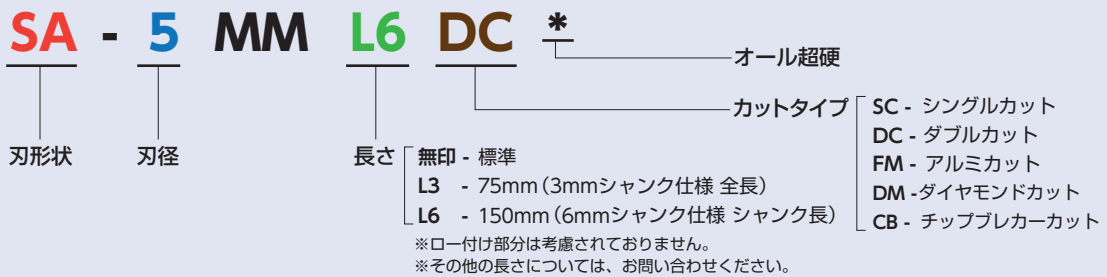 SA - 5 MM L6 DC *
オール超硬
カットタイプ
SC - シングルカット
DC - ダブルカット
FM - アルミカット
DM -ダイヤモンドカット
CB - チップブレカーカット
刃形状
刃径
長さ
無印 - 標準
L3 - 75mm（3mmシャンク仕様 全長）
L6 - 150mm（6mmシャンク仕様 シャンク長）
※ロー付け部分は考慮されておりません。
※その他の長さについては、お問い合わせください。